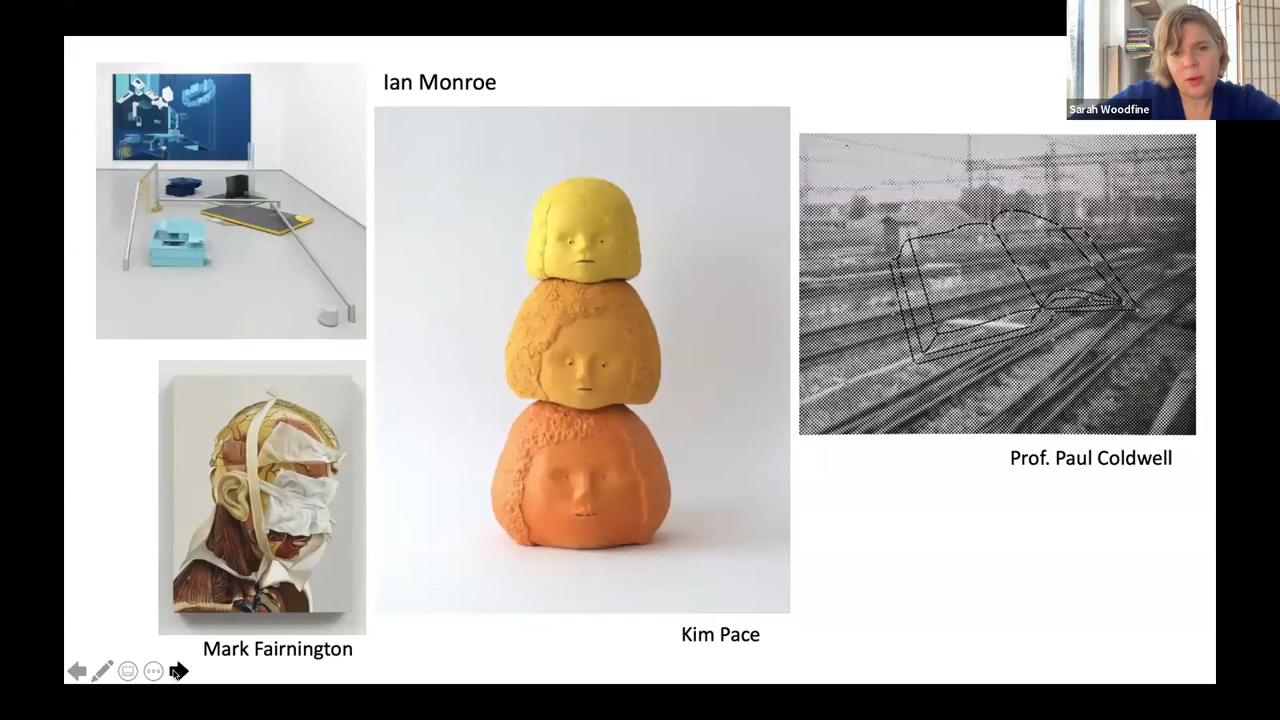 Sarah Woodfine
Ian Monroe
Prof. Paul Coldwell
Kim Pace
Mark Fairnington